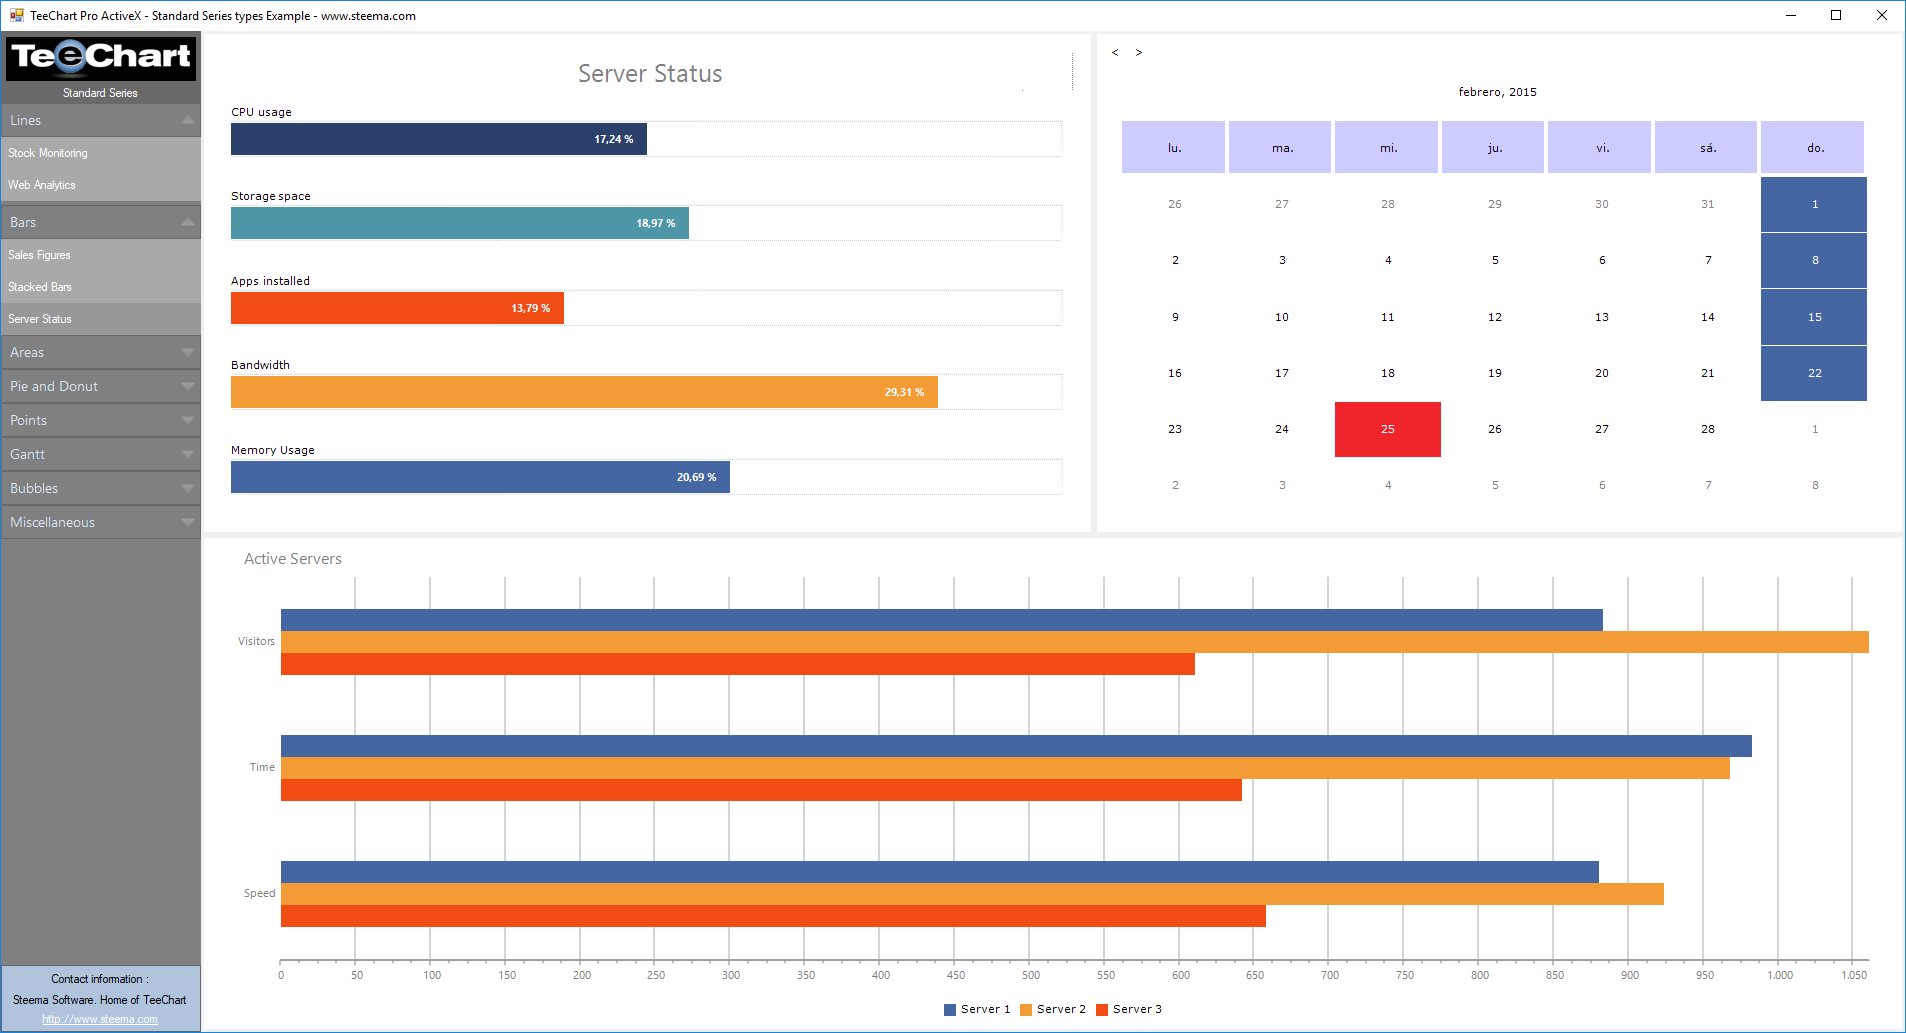 TeeChart Pro ActiveX - Standard Series types Example - www.steema.com
TeeChart
Standard Series
Lines
Stock Monitoring
Web Analytics
Bars
Sales Figures
Stacked Bars
Server Status
Areas
Pie and Donut
Points
Gantt
Bubbles
Miscellaneous
Contact information :
Steema Software. Home of TeeChart
http://www.steema.com
Server Status
CPU usage
17,24 %
Storage space
18,97 %
Apps installed
13,79 %
Bandwidth
29,31 %
Memory Usage
20,69 %
< >
febrero, 2015
lu. ma. mi. ju. vi. sá. do.
26 27 28 29 30 31 1
2 3 4 5 6 7 8
9 10 11 12 13 14 15
16 17 18 19 20 21 22
23 24 25 26 27 28 1
2 3 4 5 6 7 8
Active Servers
Visitors
Time
Speed
0 50 100 150 200 250 300 350 400 450 500 550 600 650 700 750 800 850 900 950 1.000 1.050
Server 1 Server 2 Server 3